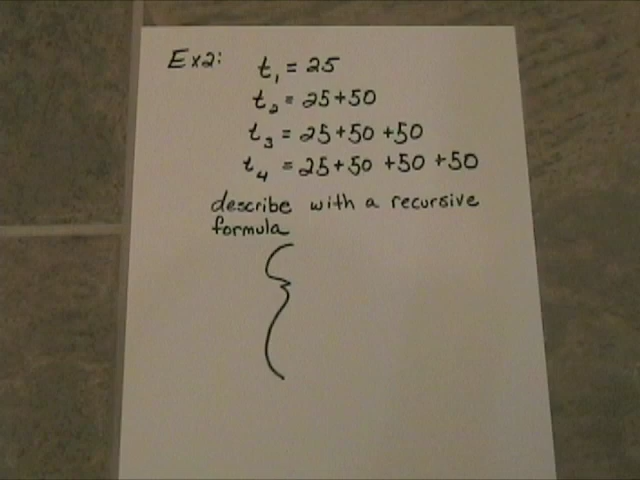 Ex2:
t₁ = 25
t₂ = 25+50
t₃ = 25+50 +50
t₄ = 25+50 +50 +50
describe with a recursive
formula
{